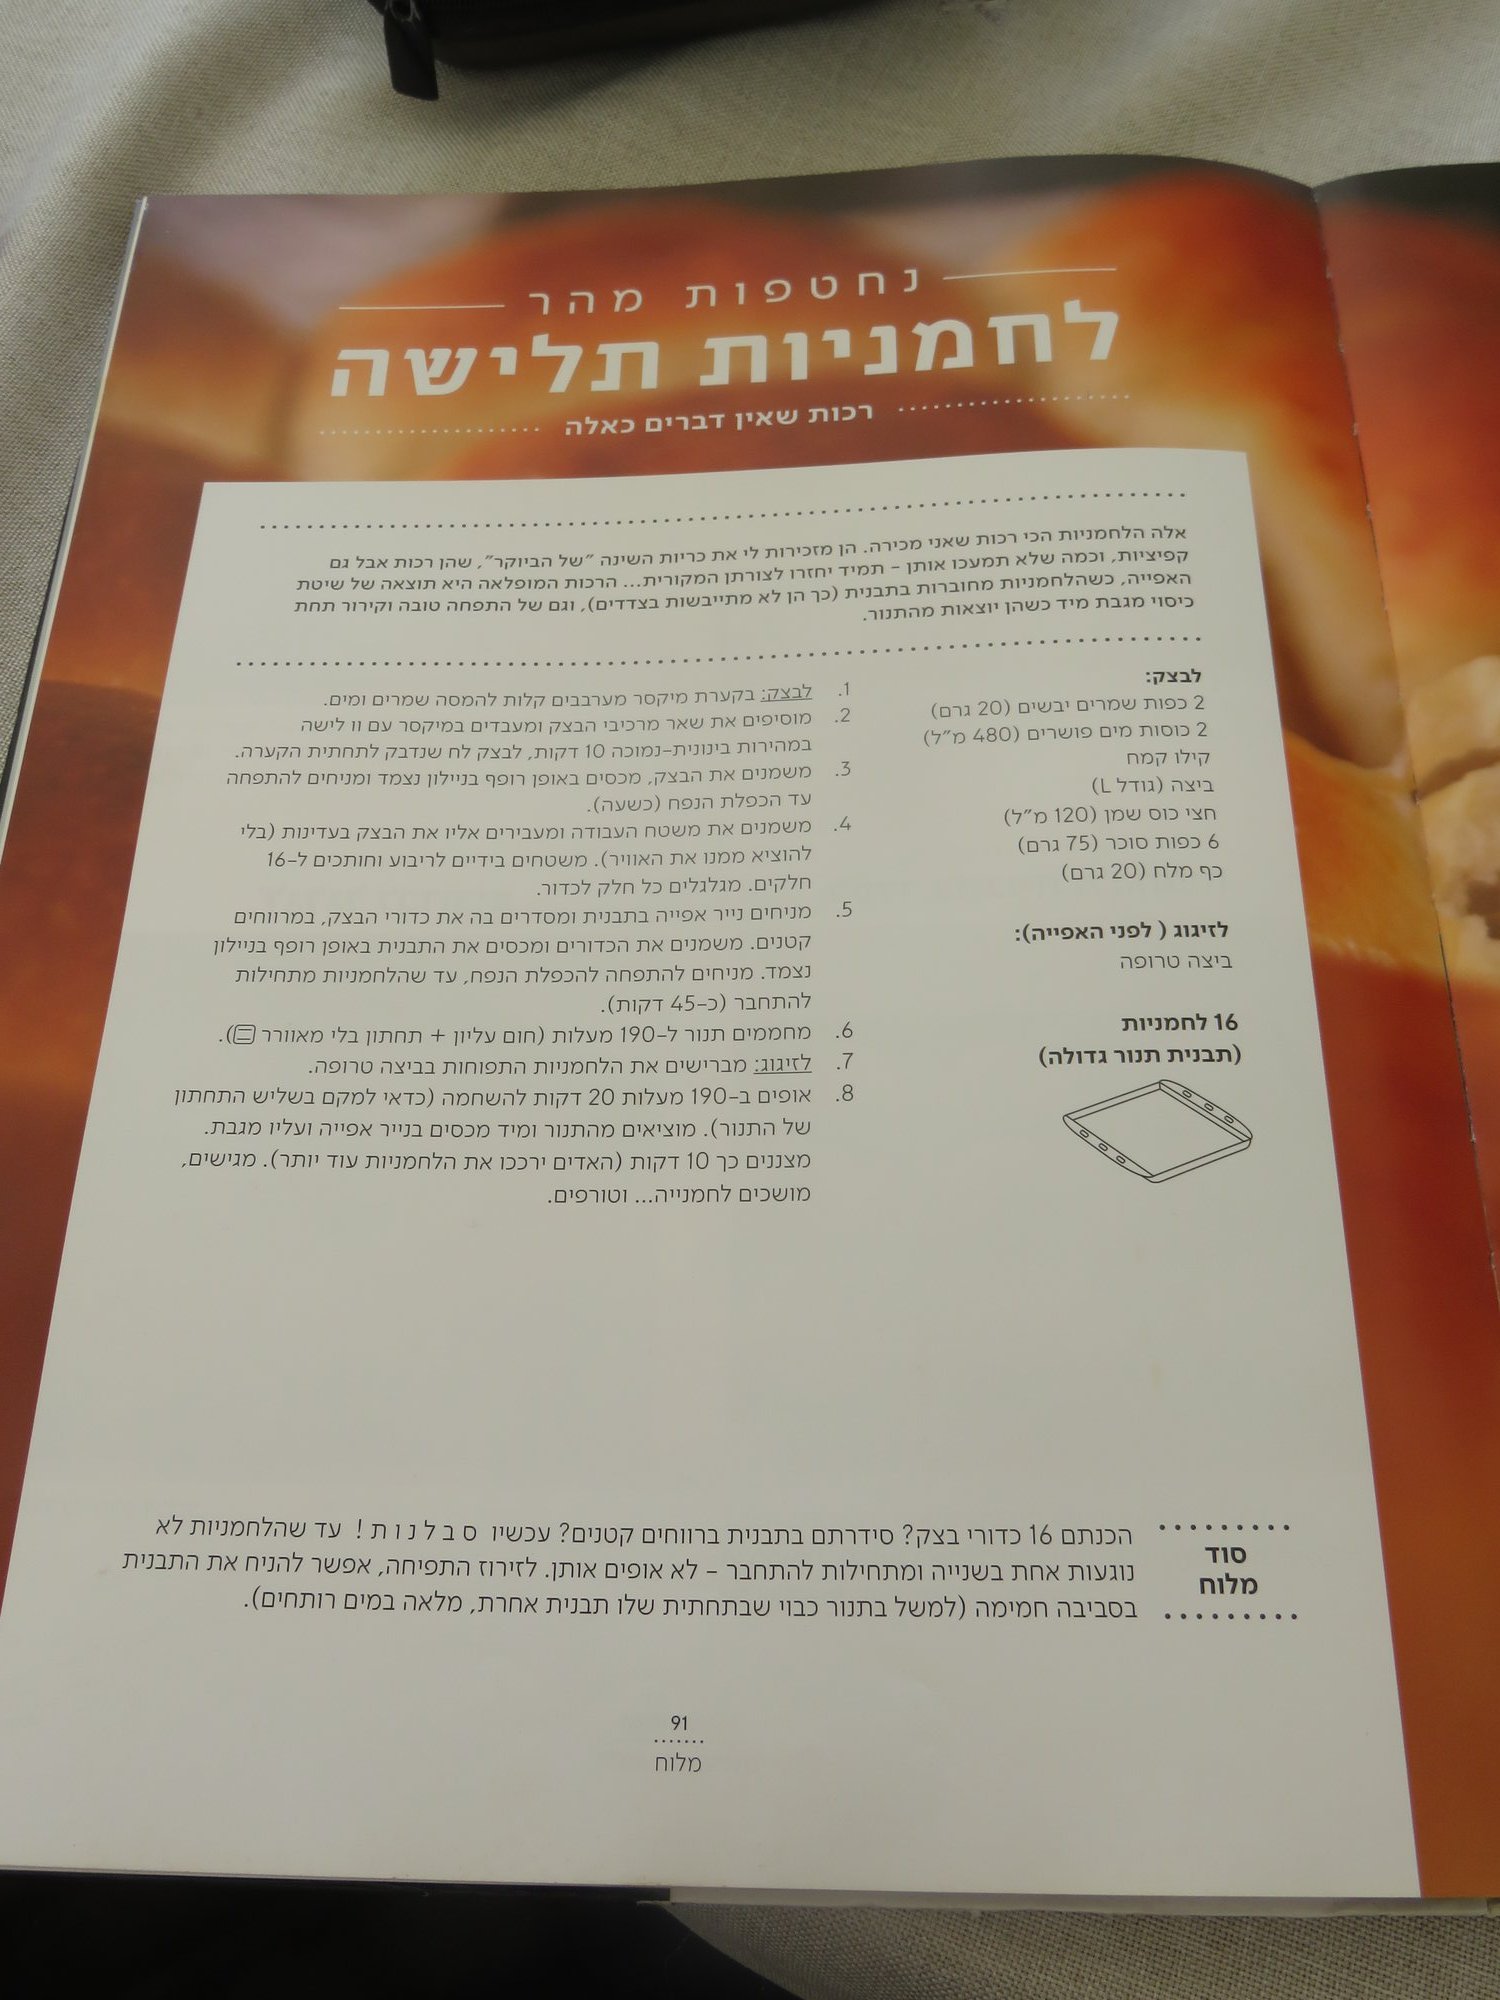 נחטפות מהר
לחמניות תלישה
רכות שאין דברים כאלה
אלה הלחמניות הכי רכות שאני מכירה. הן מזכירות לי את כריות השינה "של הביוקר", שהן רכות אבל גם
קפיציות, וכמה שלא תמעכו אותן - תמיד יחזרו לצורתן המקורית... הרכות המופלאה היא תוצאה של שיטת
האפייה, כשהלחמניות מחוברות בתבנית (כך הן לא מתייבשות בצדדים), וגם של התפחה טובה וקירור תחת
כיסוי מגבת מיד כשהן יוצאות מהתנור.
לבצק:
2 כפות שמרים יבשים (20 גרם)
2 כוסות מים פושרים (480 מ"ל)
קילו קמח
ביצה (גודל L)
חצי כוס שמן (120 מ"ל)
6 כפות סוכר (75 גרם)
כף מלח (20 גרם)
לזיגוג ( לפני האפייה):
ביצה טרופה
16 לחמניות
(תבנית תנור גדולה)
1. לבצק: בקערת מיקסר מערבבים קלות להמסה שמרים ומים.
2. מוסיפים את שאר מרכיבי הבצק ומעבדים במיקסר עם וו לישה
במהירות בינונית-נמוכה 10 דקות, לבצק לח שנדבק לתחתית הקערה.
3. משמנים את הבצק, מכסים באופן רופף בניילון נצמד ומניחים להתפחה
עד הכפלת הנפח (כשעה).
4. משמנים את משטח העבודה ומעבירים אליו את הבצק בעדינות (בלי
להוציא ממנו את האוויר). משטחים בידיים לריבוע וחותכים ל-16
חלקים. מגלגלים כל חלק לכדור.
5. מניחים נייר אפייה בתבנית ומסדרים בה את כדורי הבצק, במרווחים
קטנים. משמנים את הכדורים ומכסים את התבנית באופן רופף בניילון
נצמד. מניחים להתפחה להכפלת הנפח, עד שהלחמניות מתחילות
להתחבר (כ-45 דקות).
6. מחממים תנור ל-190 מעלות (חום עליון + תחתון בלי מאוורר).
7. לזיגוג: מברישים את הלחמניות התפוחות בביצה טרופה.
8. אופים ב-190 מעלות 20 דקות להשחמה (כדאי למקם בשליש התחתון
של התנור). מוציאים מהתנור ומיד מכסים בנייר אפייה ועליו מגבת.
מצננים כך 10 דקות (האדים ירככו את הלחמניות עוד יותר). מגישים,
מושכים לחמנייה... וטורפים.
סוד
מלוח
הכנתם 16 כדורי בצק? סידרתם בתבנית ברווחים קטנים? עכשיו ס ב ל נ ו ת ! עד שהלחמניות לא
נוגעות אחת בשנייה ומתחילות להתחבר - לא אופים אותן. לזירוז התפיחה, אפשר להניח את התבנית
בסביבה חמימה (למשל בתנור כבוי שבתחתית שלו תבנית אחרת, מלאה במים רותחים).
91
מלוח